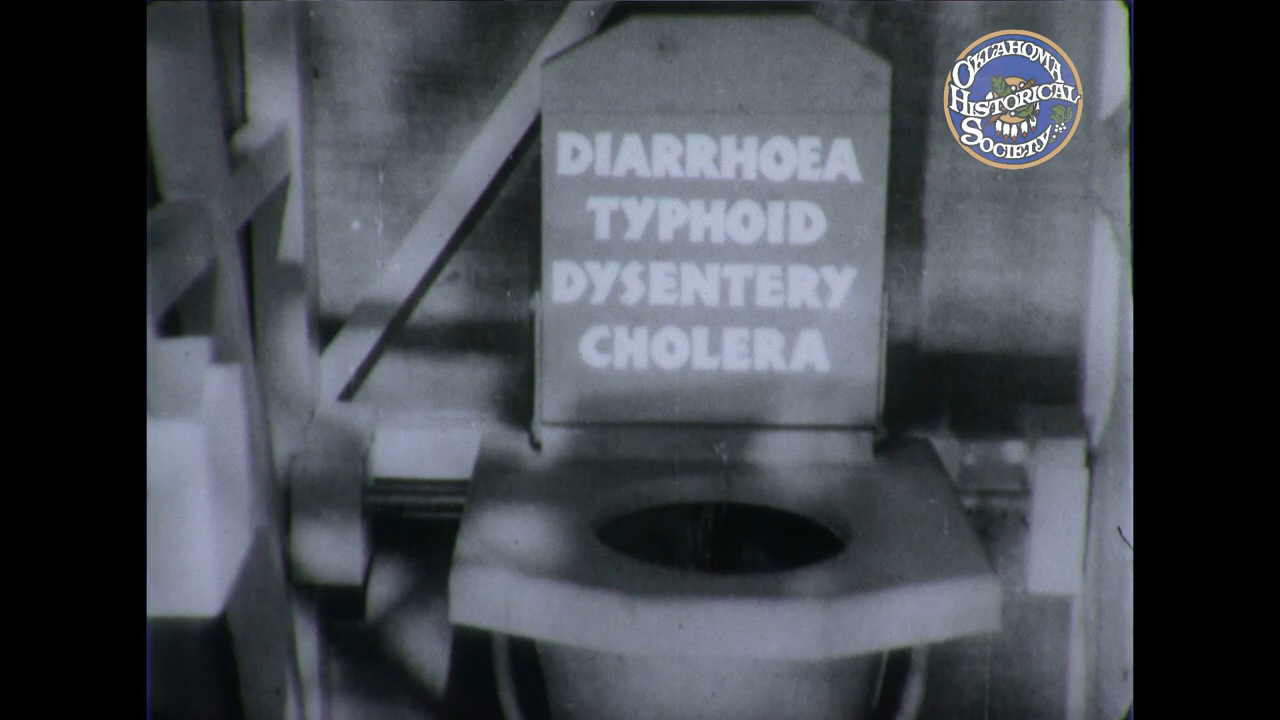 DIARRHOEA
TYPHOID
DYSENTERY
CHOLERA
OKLAHOMA
HISTORICAL
SOCIETY